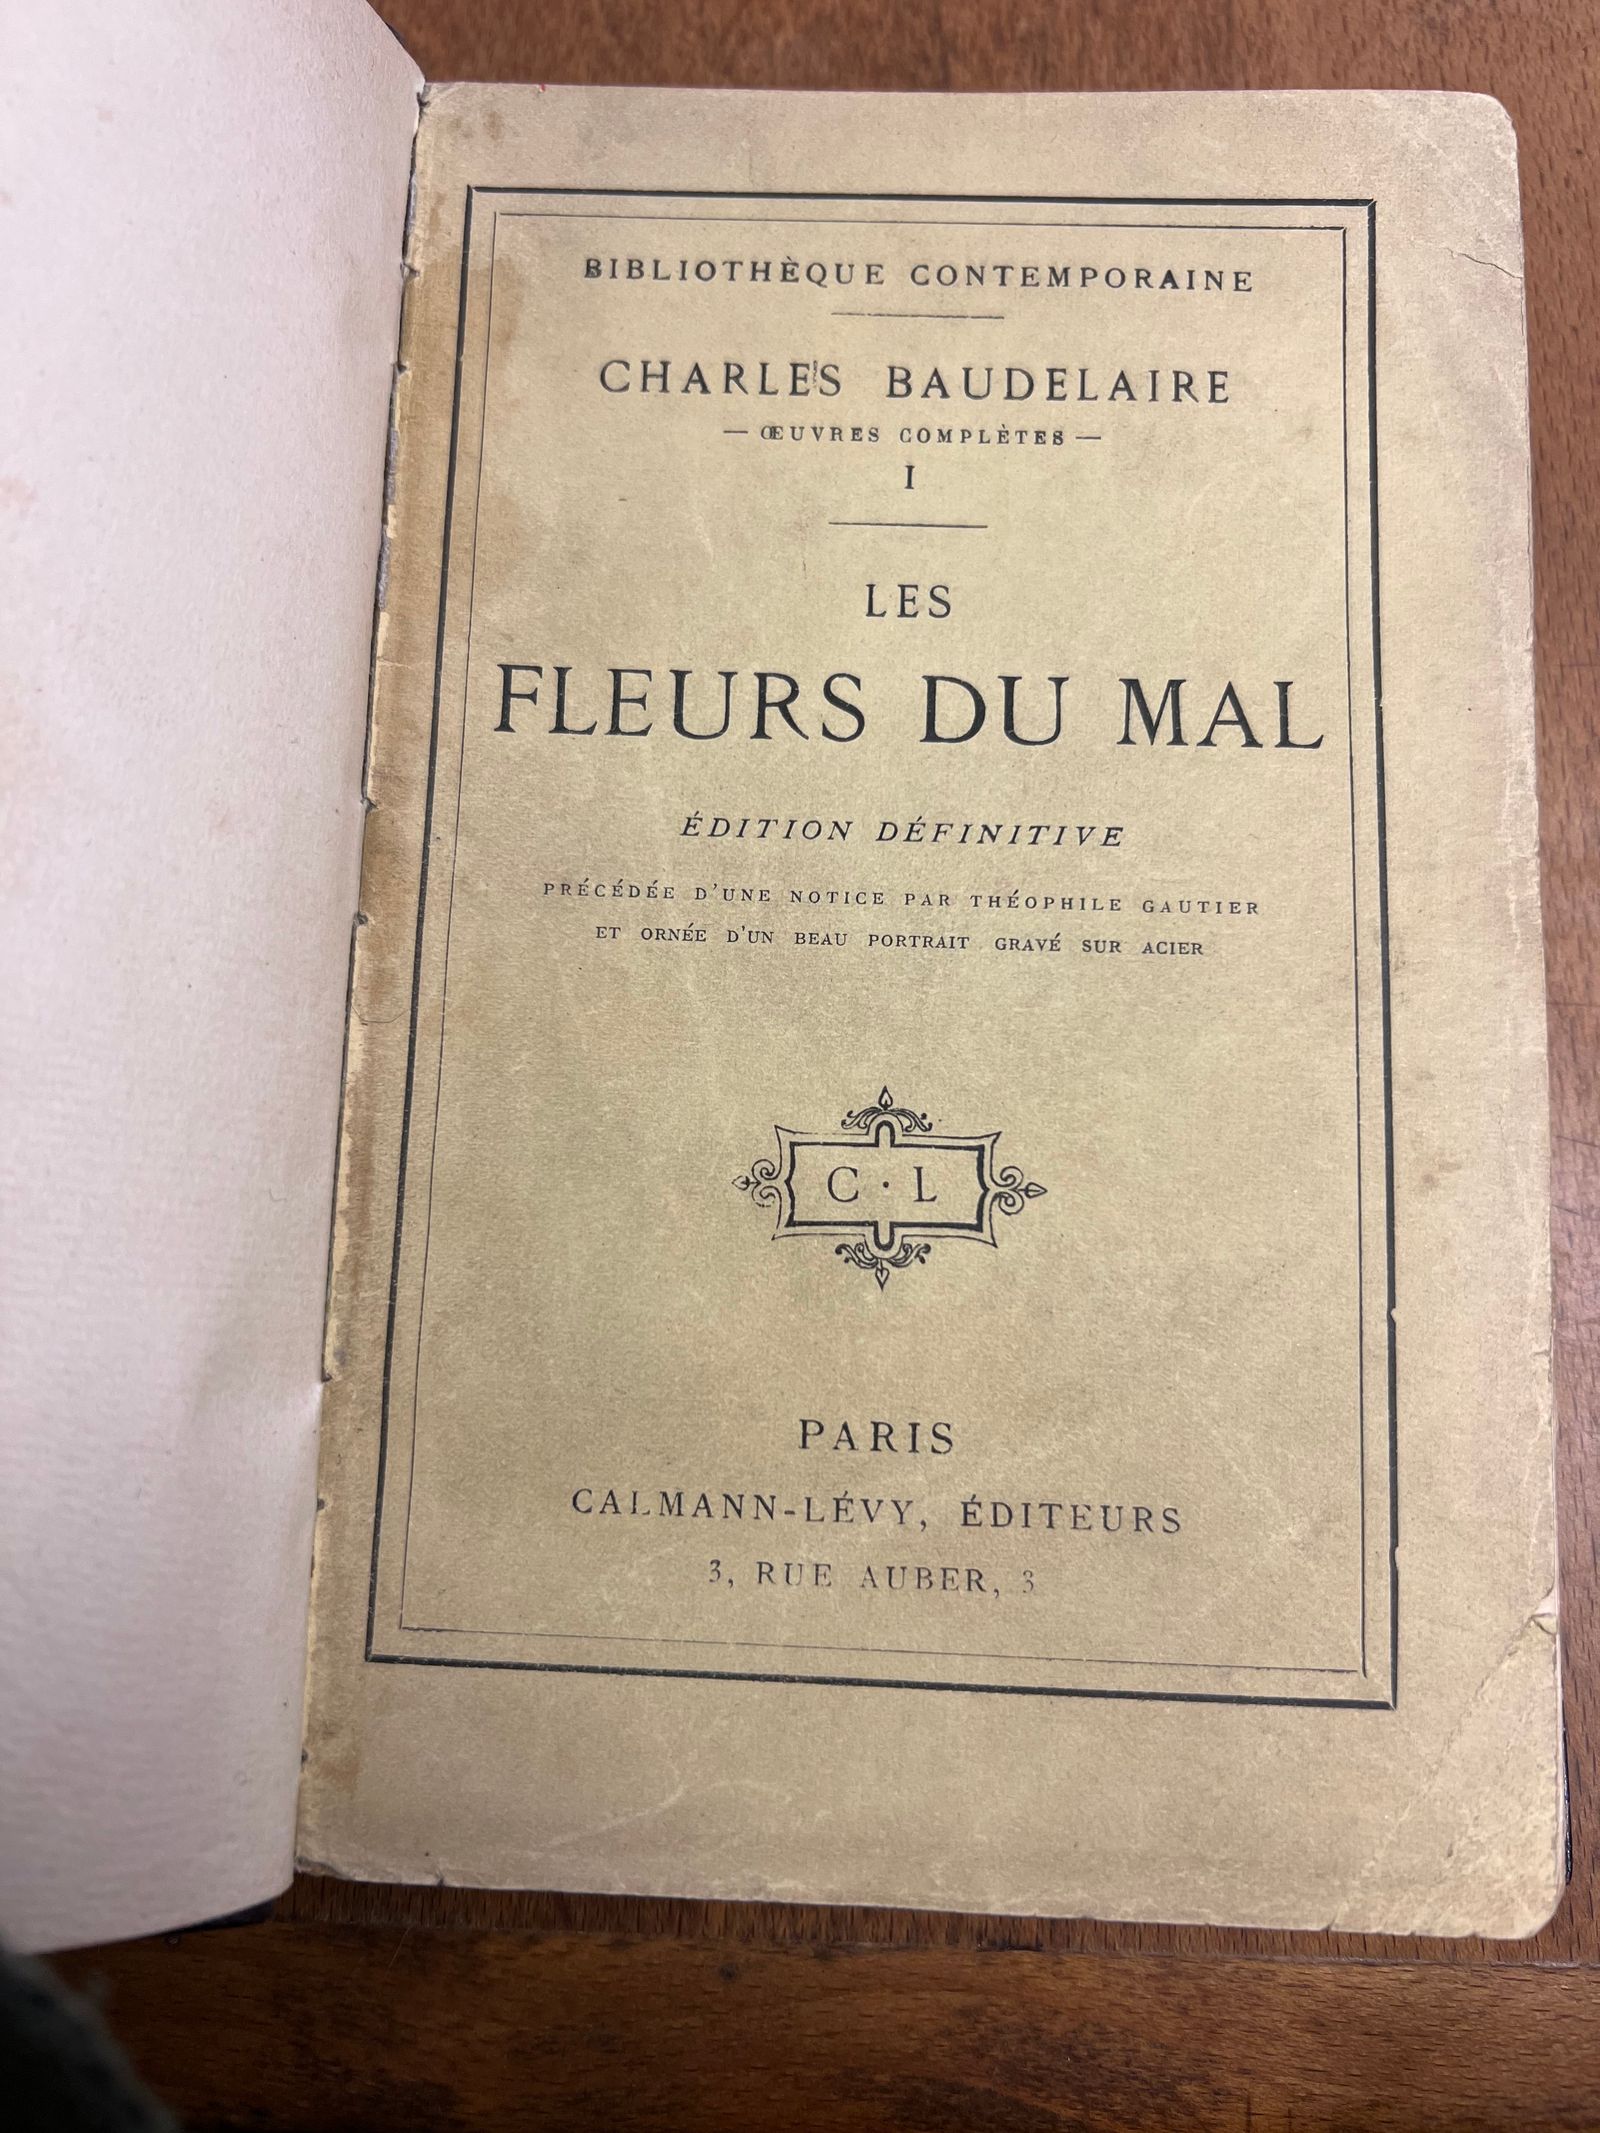 BIBLIOTHÈQUE CONTEMPORAINE
CHARLES BAUDELAIRE
— ŒUVRES COMPLÈTES —
I
LES
FLEURS DU MAL
ÉDITION DÉFINITIVE
PRÉCÉDÉE D'UNE NOTICE PAR THÉOPHILE GAUTIER
ET ORNÉE D'UN BEAU PORTRAIT GRAVÉ SUR ACIER
C · L
PARIS
CALMANN-LÉVY, ÉDITEURS
3, RUE AUBER, 3